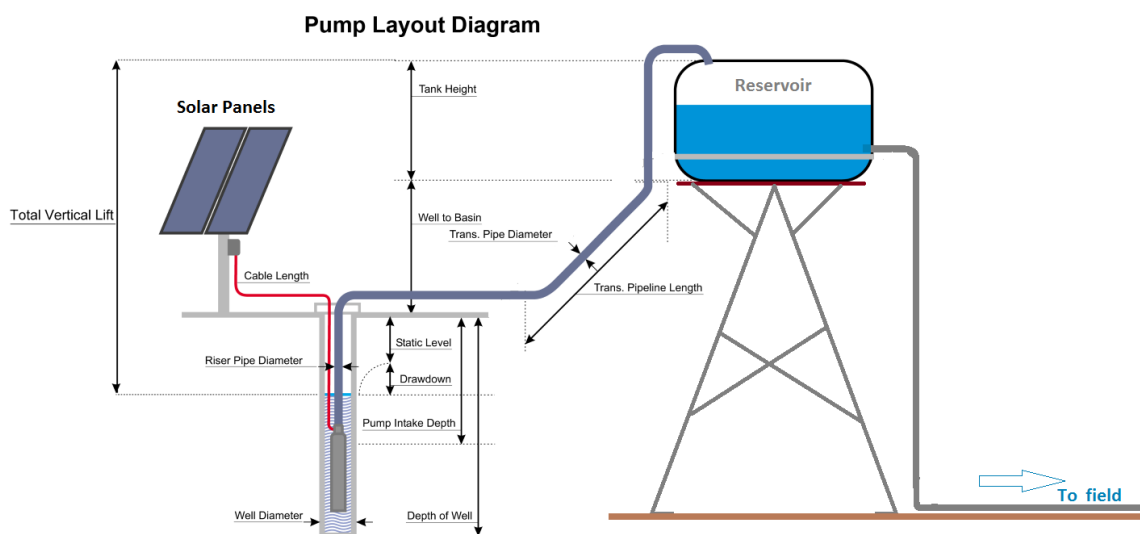 Pump Layout Diagram
Reservoir
Tank Height
Solar Panels
Total Vertical Lift
Well to Basin
Trans. Pipe Diameter
Cable Length
Trans. Pipeline Length
Static Level
Riser Pipe Diameter
Drawdown
Pump Intake Depth
To field
Well Diameter
Depth of Well